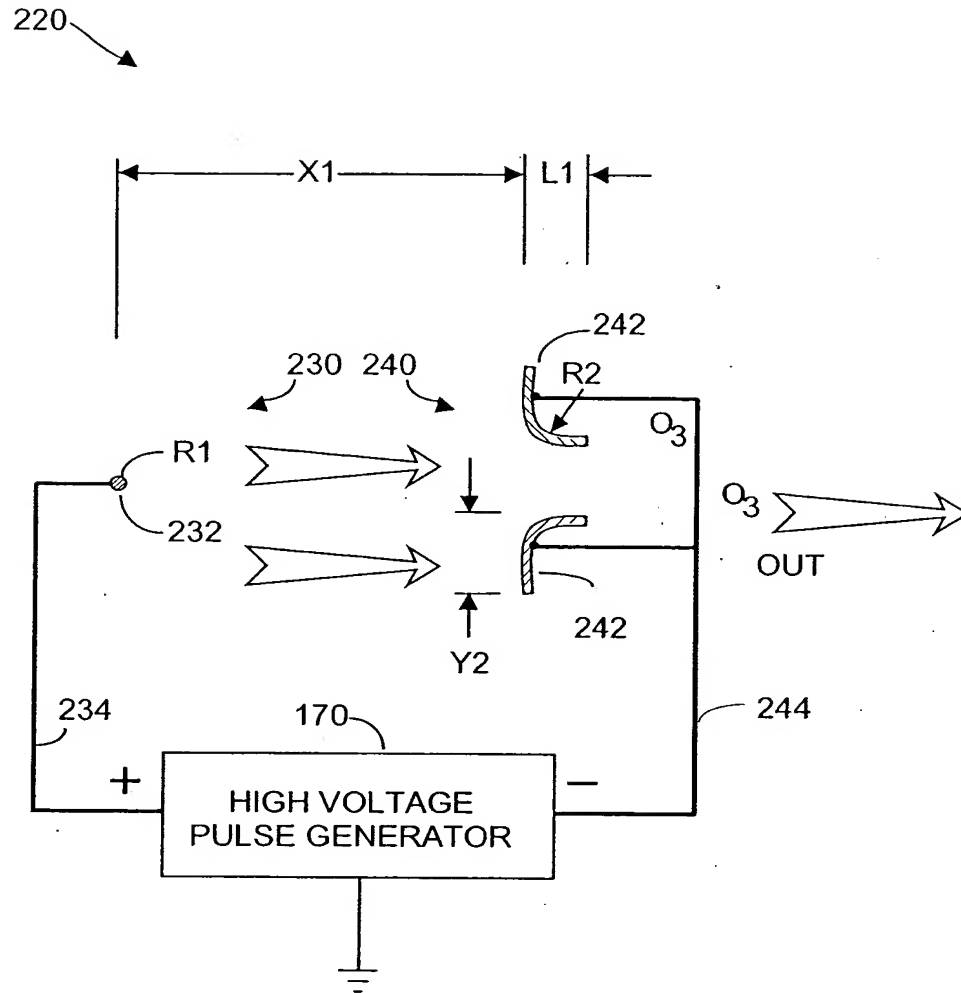 220
X1
L1
242
230
240
R2
O3
R1
232
O3
OUT
242
Y2
234
170
244
+
−
HIGH VOLTAGE
PULSE GENERATOR